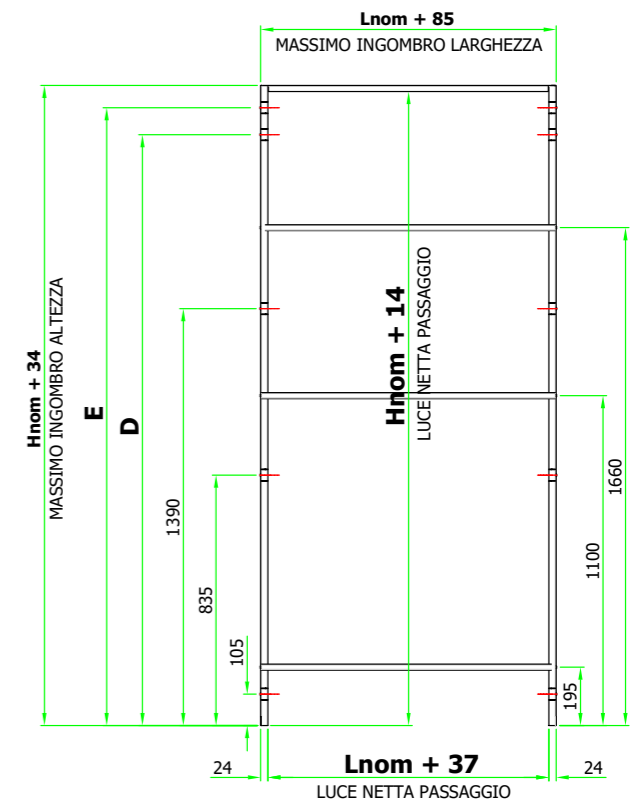 Lnom + 85
MASSIMO INGOMBRO LARGHEZZA
Hnom + 34
MASSIMO INGOMBRO ALTEZZA
E
D
1390
835
105
Hnom + 14
LUCE NETTA PASSAGGIO
1660
1100
195
24
Lnom + 37
24
LUCE NETTA PASSAGGIO